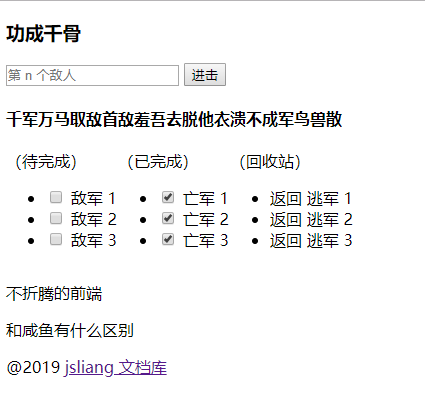 功成千骨
第 n 个敌人 进击
千军万马取敌首敌羞吾去脱他衣溃不成军鸟兽散
（待完成） （已完成） （回收站）
敌军 1 亡军 1 返回 逃军 1
敌军 2 亡军 2 返回 逃军 2
敌军 3 亡军 3 返回 逃军 3
不折腾的前端
和咸鱼有什么区别
@2019 jsliang 文档库